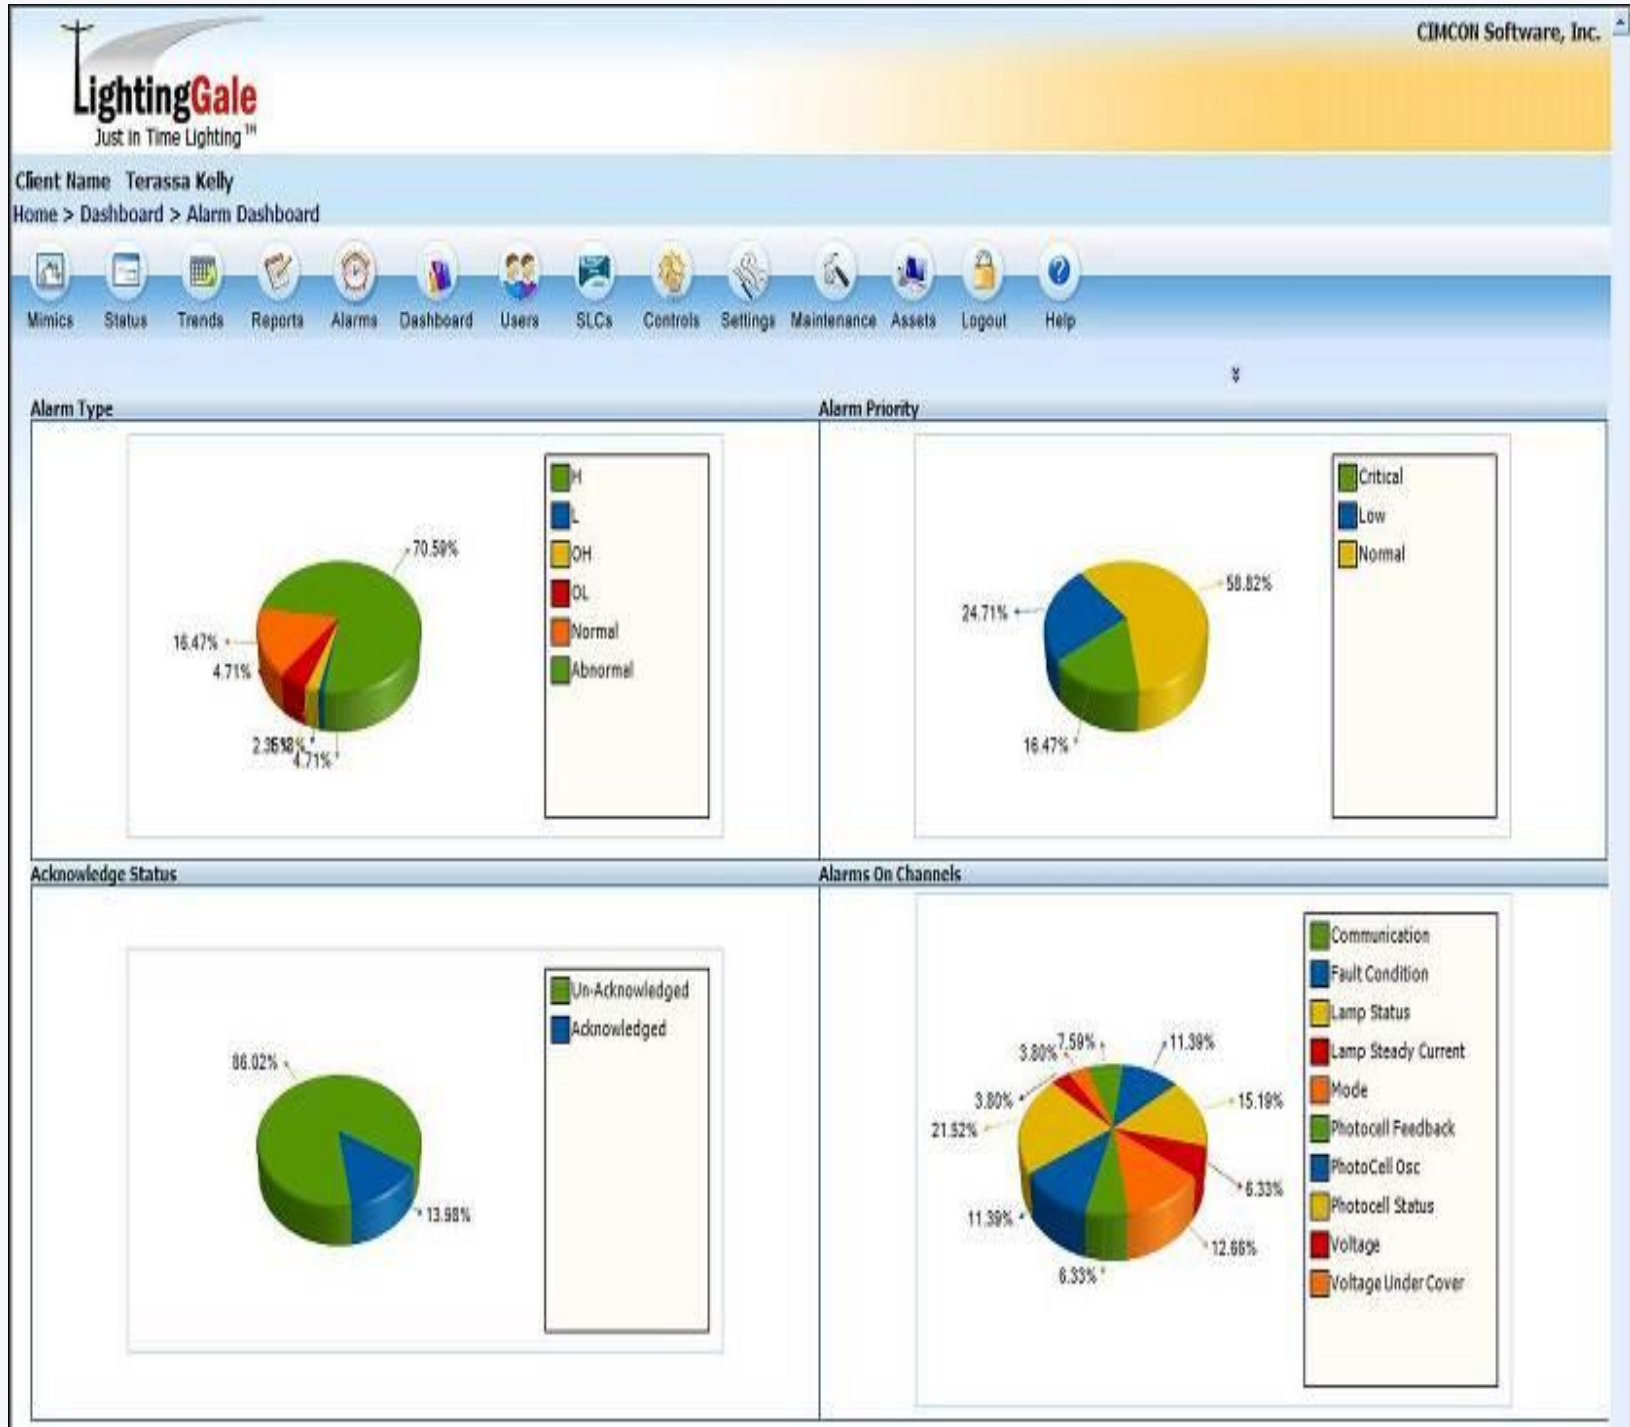 CIMCON Software, Inc.
LightingGale
Just in Time Lighting TM
Client Name Terassa Kelly
Home > Dashboard > Alarm Dashboard
Mimics Status Trends Reports Alarms Dashboard Users SLCs Controls Settings Maintenance Assets Logout Help
Alarm Type
70.59%
16.47%
4.71%
4.71%
H
L
OH
OL
Normal
Abnormal
Alarm Priority
58.82%
24.71%
16.47%
Critical
Low
Normal
Acknowledge Status
86.02%
13.98%
Un-Acknowledged
Acknowledged
Alarms On Channels
7.59%
11.39%
3.80%
15.19%
3.80%
21.52%
6.33%
11.39%
12.66%
6.33%
Communication
Fault Condition
Lamp Status
Lamp Steady Current
Mode
Photocell Feedback
PhotoCell Osc
Photocell Status
Voltage
Voltage Under Cover